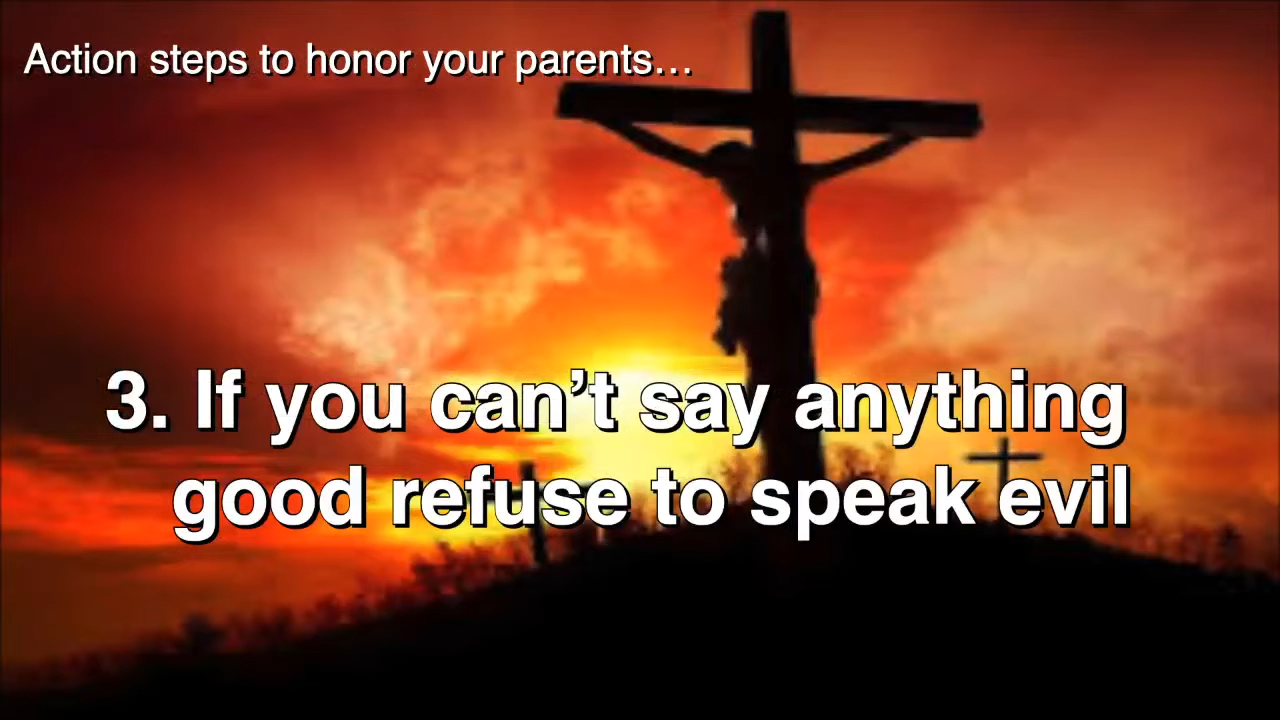 Action steps to honor your parents…
3. If you can’t say anything
good refuse to speak evil